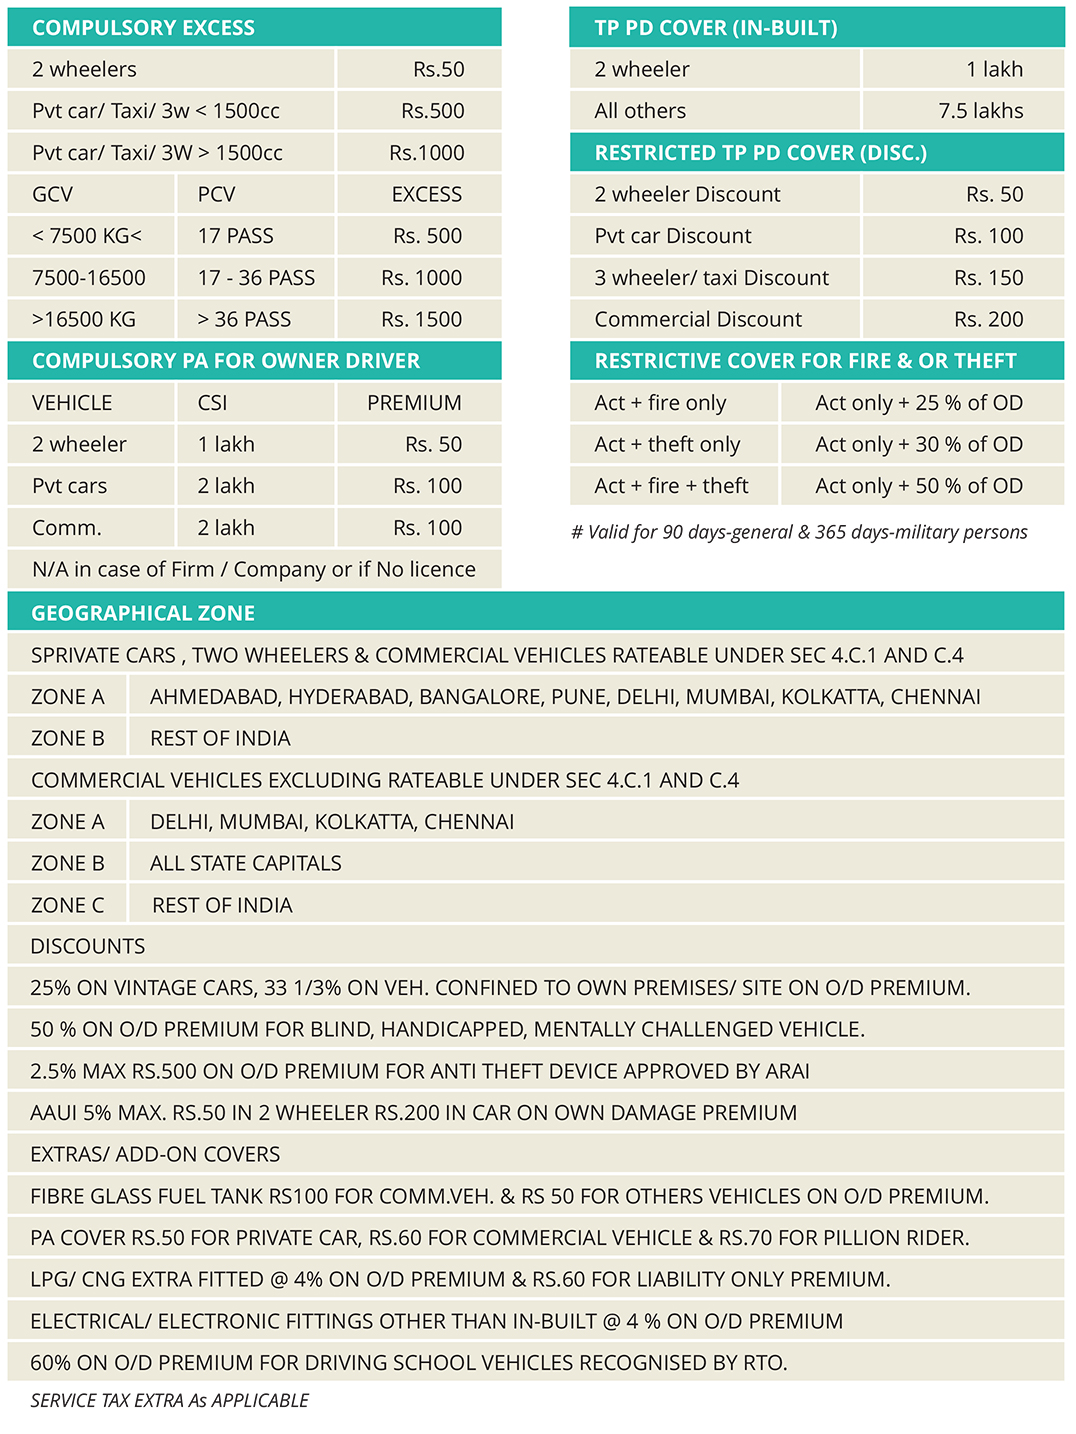 COMPULSORY EXCESS
2 wheelers Rs.50
Pvt car/ Taxi/ 3w < 1500cc Rs.500
Pvt car/ Taxi/ 3W > 1500cc Rs.1000
GCV PCV EXCESS
< 7500 KG< 17 PASS Rs. 500
7500-16500 17 - 36 PASS Rs. 1000
>16500 KG > 36 PASS Rs. 1500
COMPULSORY PA FOR OWNER DRIVER
VEHICLE CSI PREMIUM
2 wheeler 1 lakh Rs. 50
Pvt cars 2 lakh Rs. 100
Comm. 2 lakh Rs. 100
N/A in case of Firm / Company or if No licence
TP PD COVER (IN-BUILT)
2 wheeler 1 lakh
All others 7.5 lakhs
RESTRICTED TP PD COVER (DISC.)
2 wheeler Discount Rs. 50
Pvt car Discount Rs. 100
3 wheeler/ taxi Discount Rs. 150
Commercial Discount Rs. 200
RESTRICTIVE COVER FOR FIRE & OR THEFT
Act + fire only Act only + 25 % of OD
Act + theft only Act only + 30 % of OD
Act + fire + theft Act only + 50 % of OD
# Valid for 90 days-general & 365 days-military persons
GEOGRAPHICAL ZONE
SPRIVATE CARS , TWO WHEELERS & COMMERCIAL VEHICLES RATEABLE UNDER SEC 4.C.1 AND C.4
ZONE A AHMEDABAD, HYDERABAD, BANGALORE, PUNE, DELHI, MUMBAI, KOLKATTA, CHENNAI
ZONE B REST OF INDIA
COMMERCIAL VEHICLES EXCLUDING RATEABLE UNDER SEC 4.C.1 AND C.4
ZONE A DELHI, MUMBAI, KOLKATTA, CHENNAI
ZONE B ALL STATE CAPITALS
ZONE C REST OF INDIA
DISCOUNTS
25% ON VINTAGE CARS, 33 1/3% ON VEH. CONFINED TO OWN PREMISES/ SITE ON O/D PREMIUM.
50 % ON O/D PREMIUM FOR BLIND, HANDICAPPED, MENTALLY CHALLENGED VEHICLE.
2.5% MAX RS.500 ON O/D PREMIUM FOR ANTI THEFT DEVICE APPROVED BY ARAI
AAUI 5% MAX. RS.50 IN 2 WHEELER RS.200 IN CAR ON OWN DAMAGE PREMIUM
EXTRAS/ ADD-ON COVERS
FIBRE GLASS FUEL TANK RS100 FOR COMM.VEH. & RS 50 FOR OTHERS VEHICLES ON O/D PREMIUM.
PA COVER RS.50 FOR PRIVATE CAR, RS.60 FOR COMMERCIAL VEHICLE & RS.70 FOR PILLION RIDER.
LPG/ CNG EXTRA FITTED @ 4% ON O/D PREMIUM & RS.60 FOR LIABILITY ONLY PREMIUM.
ELECTRICAL/ ELECTRONIC FITTINGS OTHER THAN IN-BUILT @ 4 % ON O/D PREMIUM
60% ON O/D PREMIUM FOR DRIVING SCHOOL VEHICLES RECOGNISED BY RTO.
SERVICE TAX EXTRA As APPLICABLE